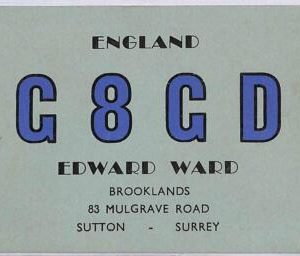 ENGLAND
G8GD
EDWARD WARD
BROOKLANDS
83 MULGRAVE ROAD
SUTTON - SURREY